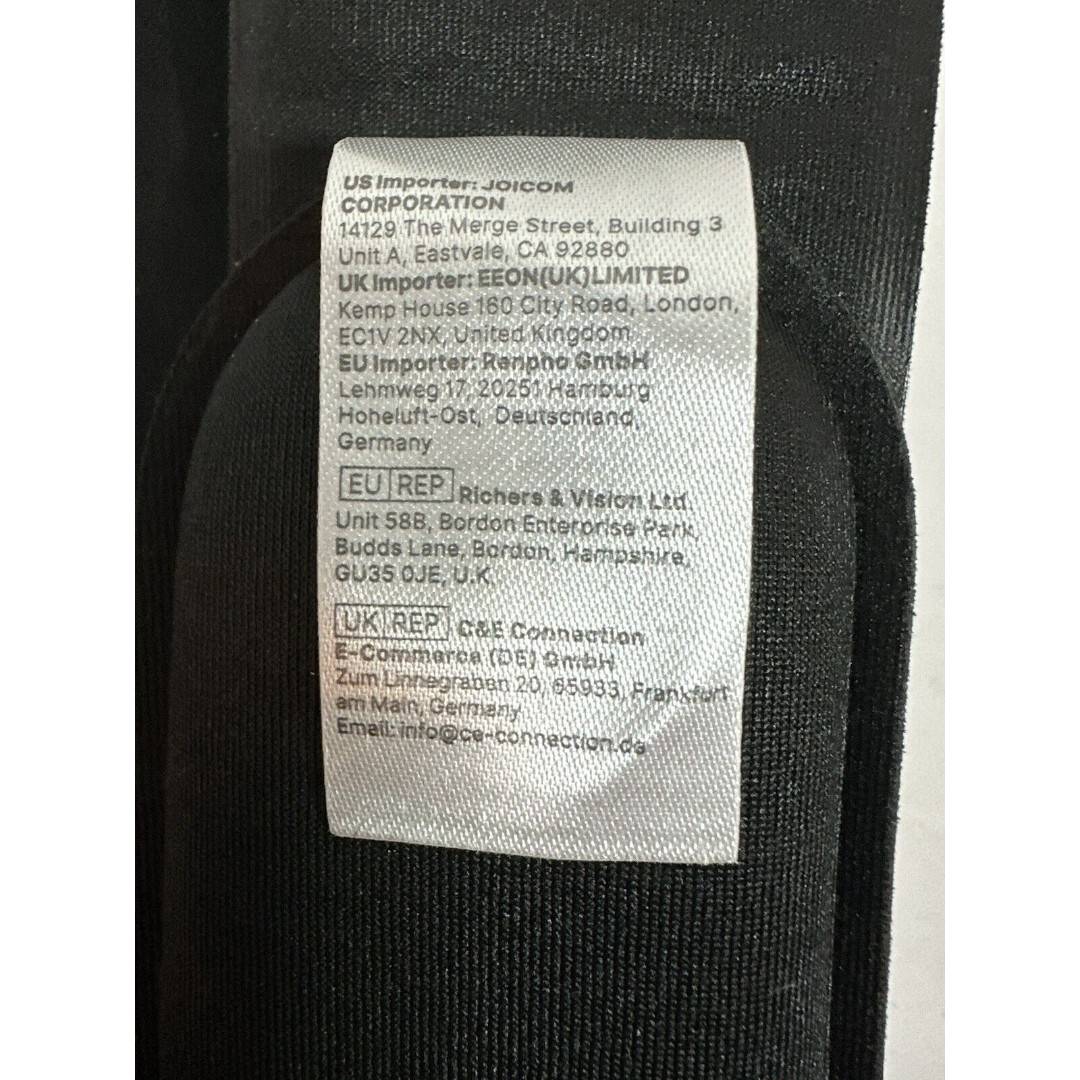 US Importer: JOICOM
CORPORATION
14129 The Merge Street, Building 3
Unit A, Eastvale, CA 92880
UK Importer: EEON(UK)LIMITED
Kemp House 160 City Road, London,
EC1V 2NX, United Kingdom
EU Importer: Renpho GmbH
Lehmweg 17, 20251 Hamburg
Hoheluft-Ost, Deutschland,
Germany
EU REP Richers & Vision Ltd.
Unit 58B, Bordon Enterprise Park,
Budds Lane, Bordon, Hampshire,
GU35 0JE, U.K.
UK REP C&E Connection
E-Commerce (DE) GmbH
Zum Linnegraben 20, 65933, Frankfurt
am Main, Germany
Email: info@ce-connection.de